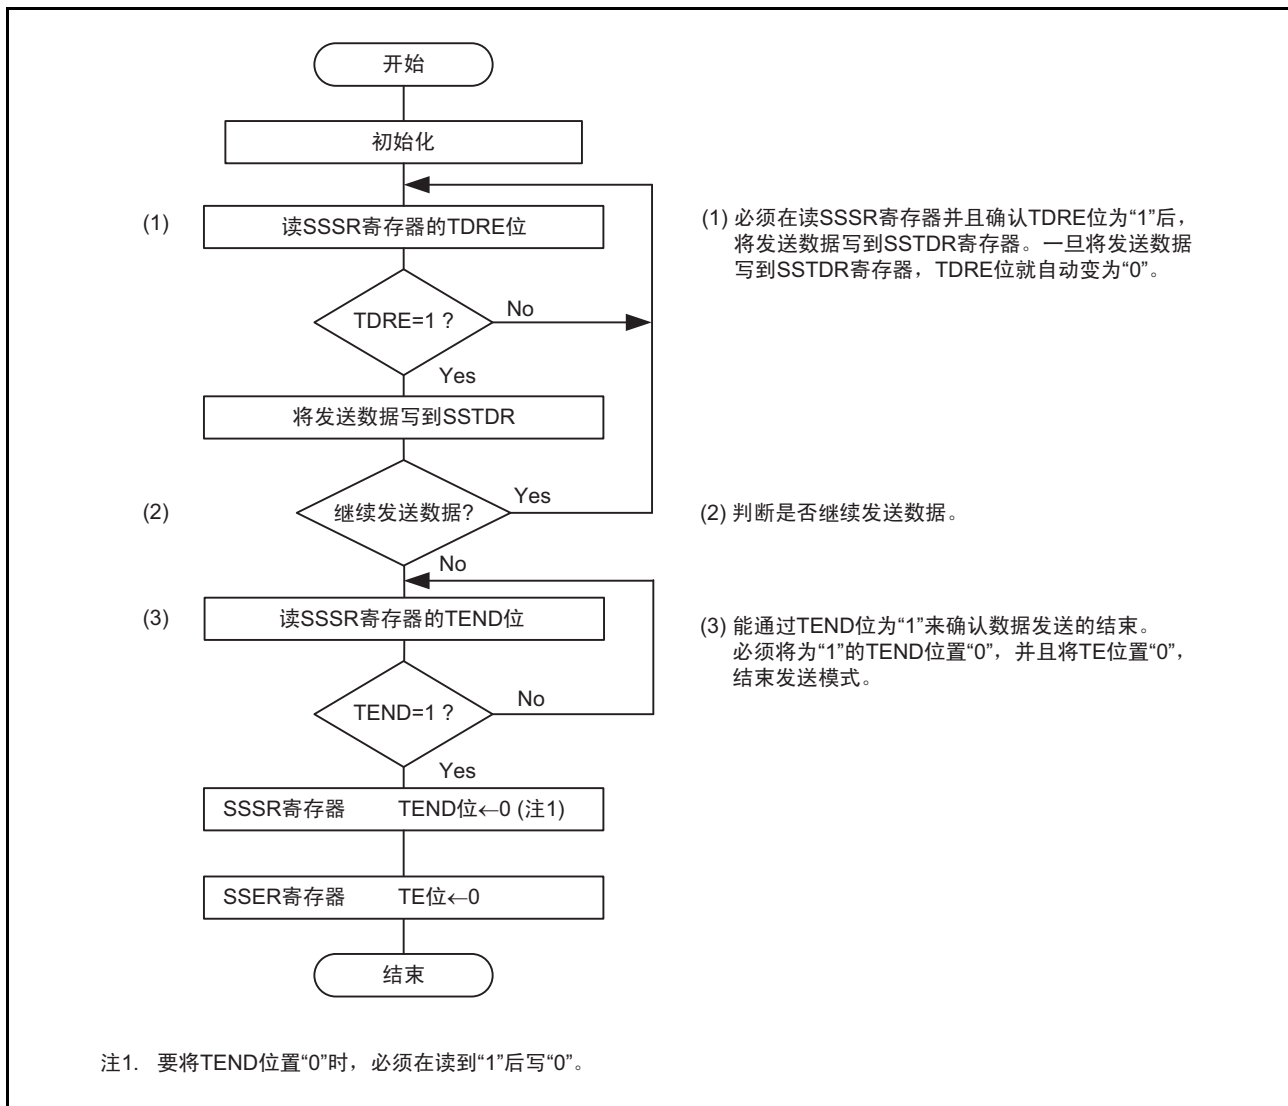 开始
初始化
(1)
读SSSR寄存器的TDRE位
(1) 必须在读SSSR寄存器并且确认TDRE位为“1”后，
将发送数据写到SSTDR寄存器。一旦将发送数据
写到SSTDR寄存器，TDRE位就自动变为“0”。
TDRE=1 ?
No
Yes
将发送数据写到SSTDR
(2)
继续发送数据?
Yes
(2) 判断是否继续发送数据。
No
(3)
读SSSR寄存器的TEND位
(3) 能通过TEND位为“1”来确认数据发送的结束。
必须将为“1”的TEND位置“0”，并且将TE位置“0”，
结束发送模式。
TEND=1 ?
No
Yes
SSSR寄存器 TEND位←0 (注1)
SSER寄存器 TE位←0
结束
注1. 要将TEND位置“0”时，必须在读到“1”后写“0”。